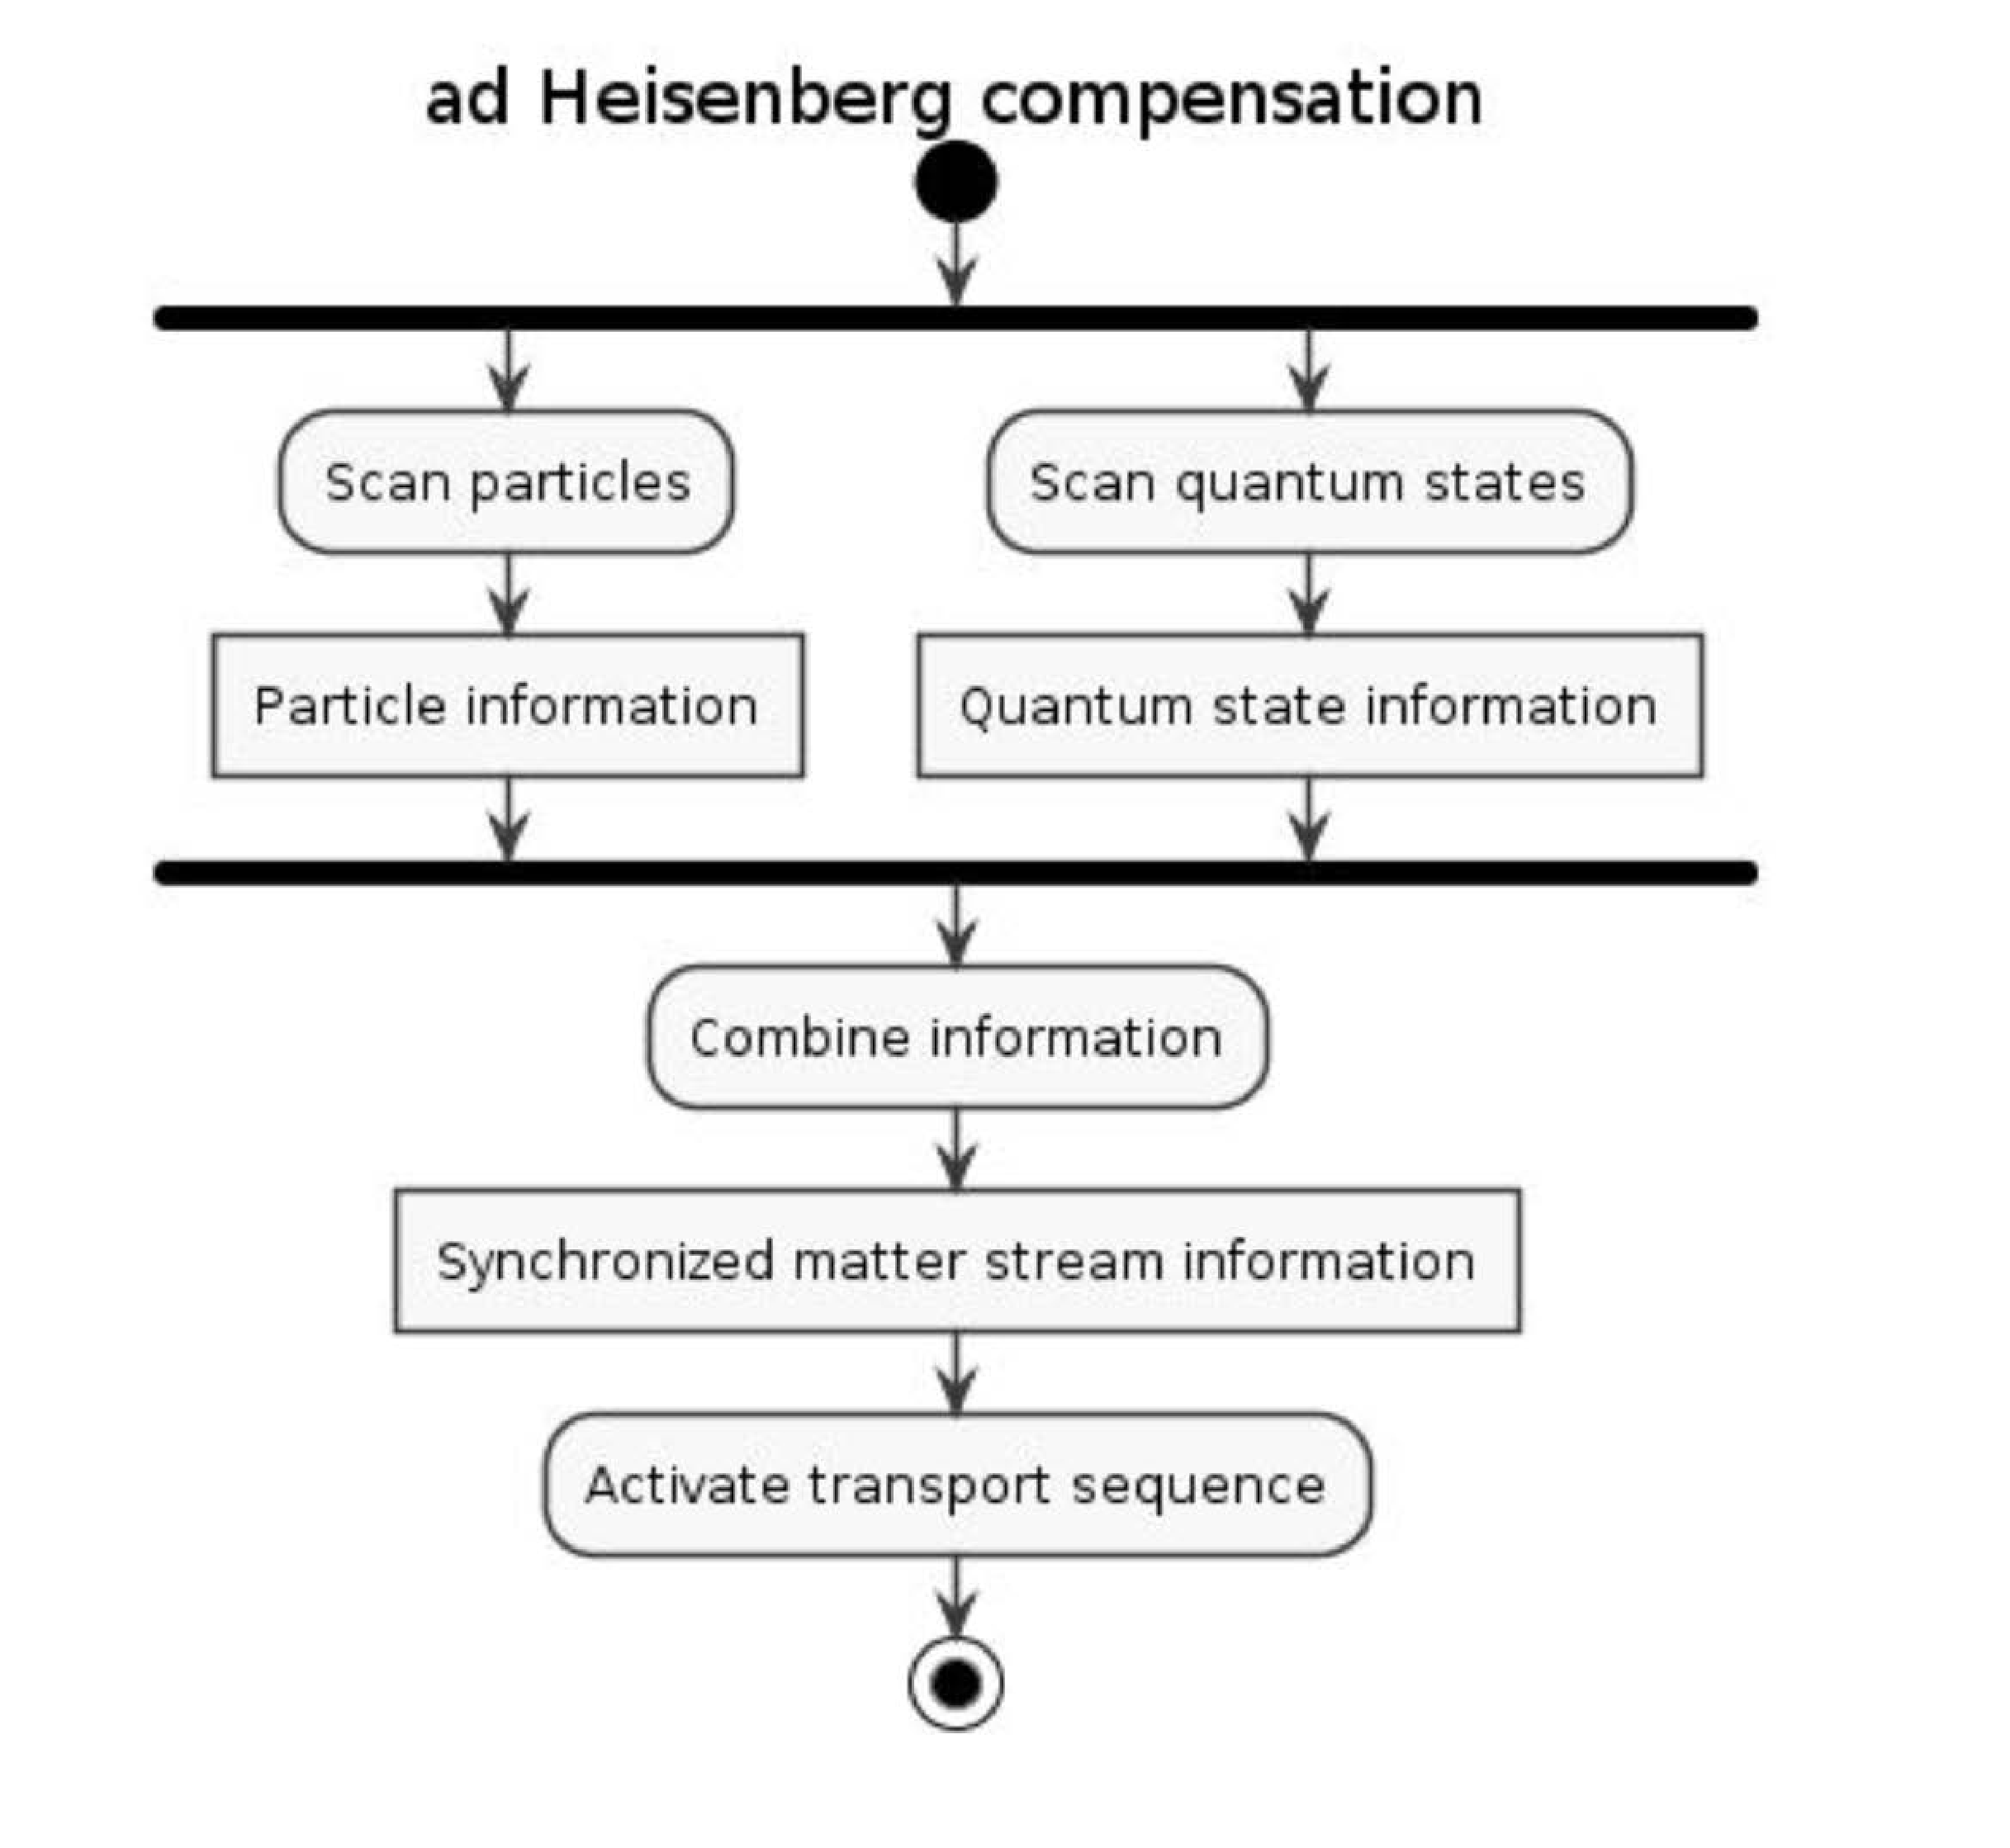 ad Heisenberg compensation
Scan particles
Scan quantum states
Particle information
Quantum state information
Combine information
Synchronized matter stream information
Activate transport sequence